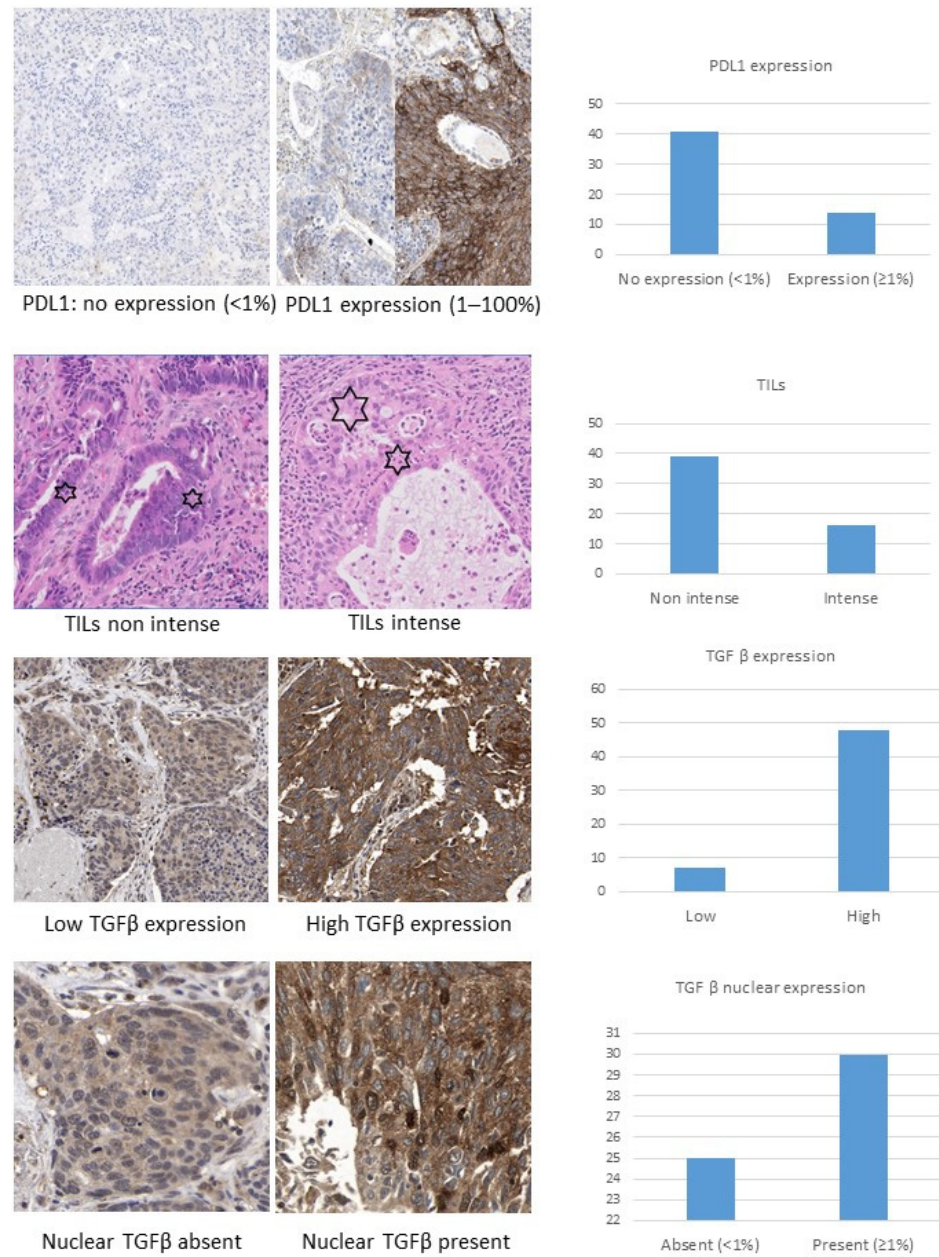 PDL1 expression
50
40
30
20
10
0
No expression (<1%) Expression (≥1%)
PDL1: no expression (<1%) PDL1 expression (1–100%)
TILs
50
40
30
20
10
0
Non intense Intense
TILs non intense TILs intense
TGF β expression
60
50
40
30
20
10
0
Low High
Low TGFβ expression High TGFβ expression
TGF β nuclear expression
31
30
29
28
27
26
25
24
23
22
Absent (<1%) Present (≥1%)
Nuclear TGFβ absent Nuclear TGFβ present